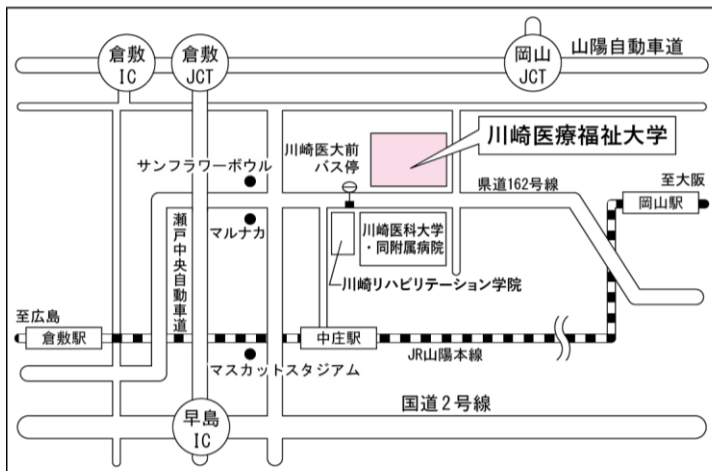 倉敷
IC
倉敷
JCT
岡山
JCT
山陽自動車道
川崎医療福祉大学
川崎医大前
バス停
サンフラワーボウル
県道162号線
至大阪
岡山駅
マルナカ
瀬戸中央自動車道
川崎医科大学
・同附属病院
川崎リハビリテーション学院
至広島
倉敷駅
中庄駅
JR山陽本線
マスカットスタジアム
国道2号線
早島
IC